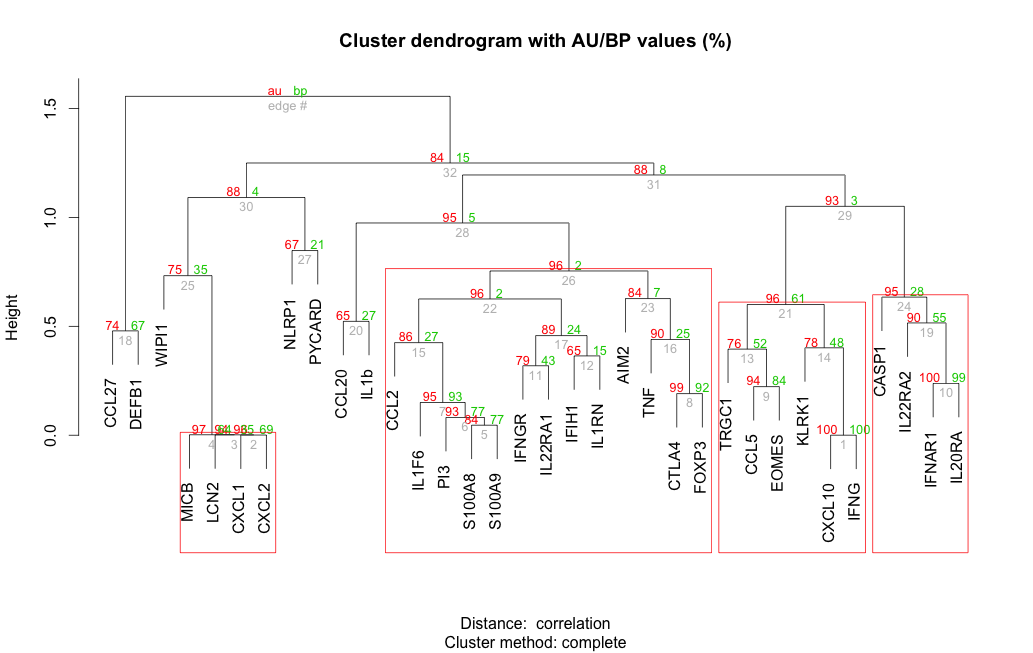 Cluster dendrogram with AU/BP values (%)
Height
1.5
1.0
0.5
0.0
au bp
edge #
84 15
32
88 8
31
88 4
30
93 3
29
95 5
28
67 21
27
96 2
26
75 35
25
95 28
24
84 7
23
96 2
22
96 61
21
65 27
20
90 55
19
74 67
18
89 24
17
90 25
16
86 27
15
78 48
14
76 52
13
65 15
12
79 43
11
100 99
10
94 84
9
99 92
8
95 93
7
93 77
6
84 77
5
97
4
3
69
2
100 100
1
CCL27
DEFB1
WIPI1
MICB
LCN2
CXCL1
CXCL2
NLRP1
PYCARD
CCL20
IL1b
CCL2
IL1F6
PI3
S100A8
S100A9
IFNGR
IL22RA1
IFIH1
IL1RN
AIM2
TNF
CTLA4
FOXP3
TRGC1
CCL5
EOMES
KLRK1
CXCL10
IFNG
CASP1
IL22RA2
IFNAR1
IL20RA
Distance: correlation
Cluster method: complete